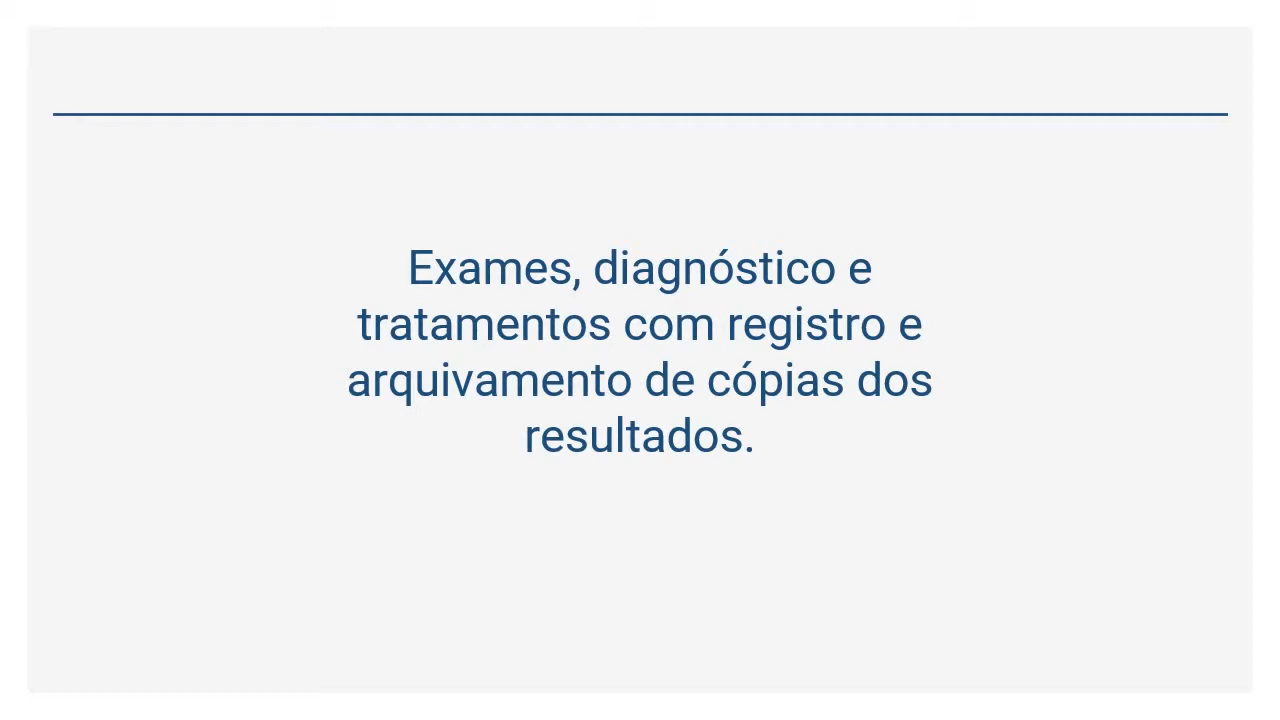 Exames, diagnóstico e
tratamentos com registro e
arquivamento de cópias dos
resultados.